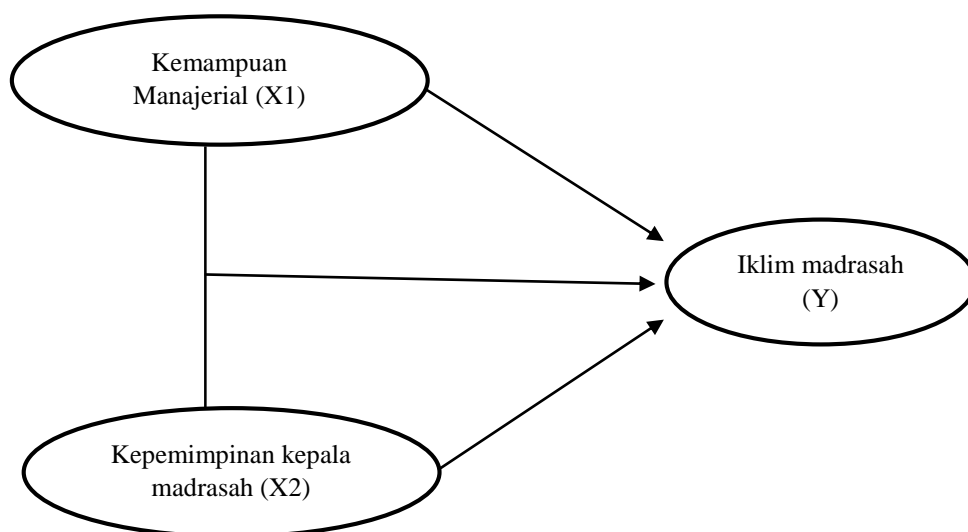 Kemampuan
Manajerial (X1)
Iklim madrasah
(Y)
Kepemimpinan kepala
madrasah (X2)